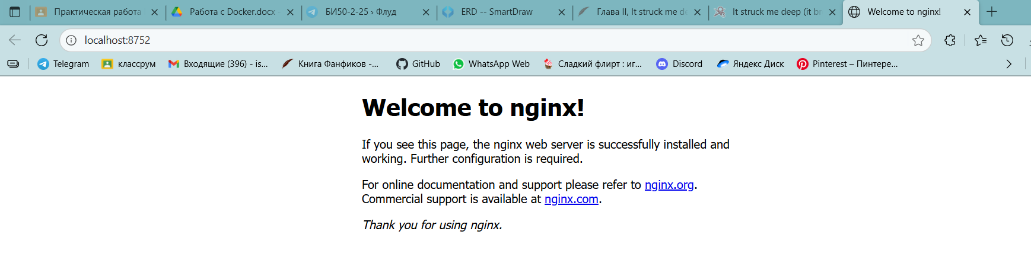 Практическая работа
Работа с Docker.docx
БИ50-2-25 › Флуд
ERD -- SmartDraw
Глава II, It struck me d
It struck me deep (it b
Welcome to nginx!
localhost:8752
Telegram
классрум
Входящие (396) - is...
Книга Фанфиков -...
GitHub
WhatsApp Web
Сладкий флирт : иг...
Discord
Яндекс Диск
Pinterest – Пинтере...
Welcome to nginx!
If you see this page, the nginx web server is successfully installed and
working. Further configuration is required.
For online documentation and support please refer to nginx.org.
Commercial support is available at nginx.com.
Thank you for using nginx.